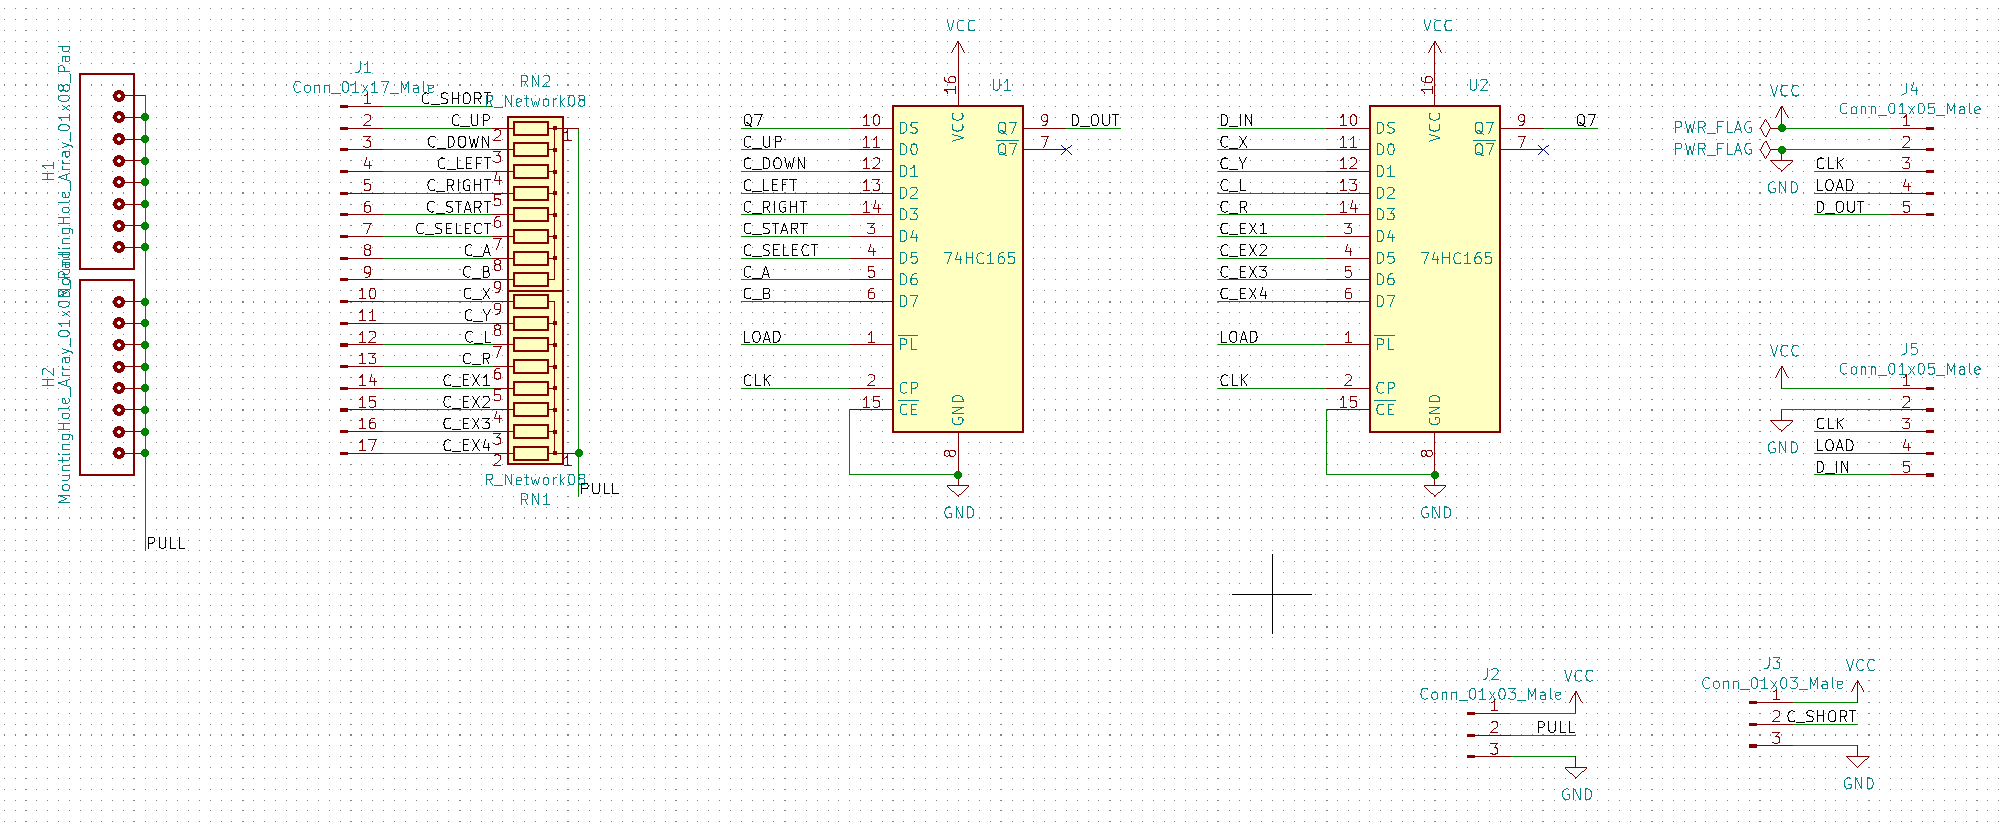 H1
MountingHole_Array_01x08_Pad
H2
MountingHole_Array_01x08_Pad
PULL
J1
Conn_01x17_Male
1 C_SHORT
2 C_UP
3 C_DOWN
4 C_LEFT
5 C_RIGHT
6 C_START
7 C_SELECT
8 C_A
9 C_B
10 C_X
11 C_Y
12 C_L
13 C_R
14 C_EX1
15 C_EX2
16 C_EX3
17 C_EX4
RN2
R_Network08
2 1
3
4
5
6
7
8
9
9
8
7
6
5
4
3
2 1
R_Network08
RN1
PULL
VCC
16
U1
VCC
Q7 10 DS Q7 9 D_OUT
C_UP 11 D0 Q7 7
C_DOWN 12 D1
C_LEFT 13 D2
C_RIGHT 14 D3
C_START 3 D4
C_SELECT 4 D5
74HC165
C_A 5 D6
C_B 6 D7
LOAD 1 PL
CLK 2 CP
15 CE
GND
8
GND
VCC
16
U2
VCC
D_IN 10 DS Q7 9 Q7
C_X 11 D0 Q7 7
C_Y 12 D1
C_L 13 D2
C_R 14 D3
C_EX1 3 D4
C_EX2 4 D5
74HC165
C_EX3 5 D6
C_EX4 6 D7
LOAD 1 PL
CLK 2 CP
15 CE
GND
8
GND
J4
Conn_01x05_Male
VCC
PWR_FLAG 1
PWR_FLAG 2
GND
CLK 3
LOAD 4
D_OUT 5
J5
Conn_01x05_Male
VCC
1
2
GND
CLK 3
LOAD 4
D_IN 5
J2
Conn_01x03_Male
VCC
1
2 PULL
3
GND
J3
Conn_01x03_Male
VCC
1
2 C_SHORT
3
GND